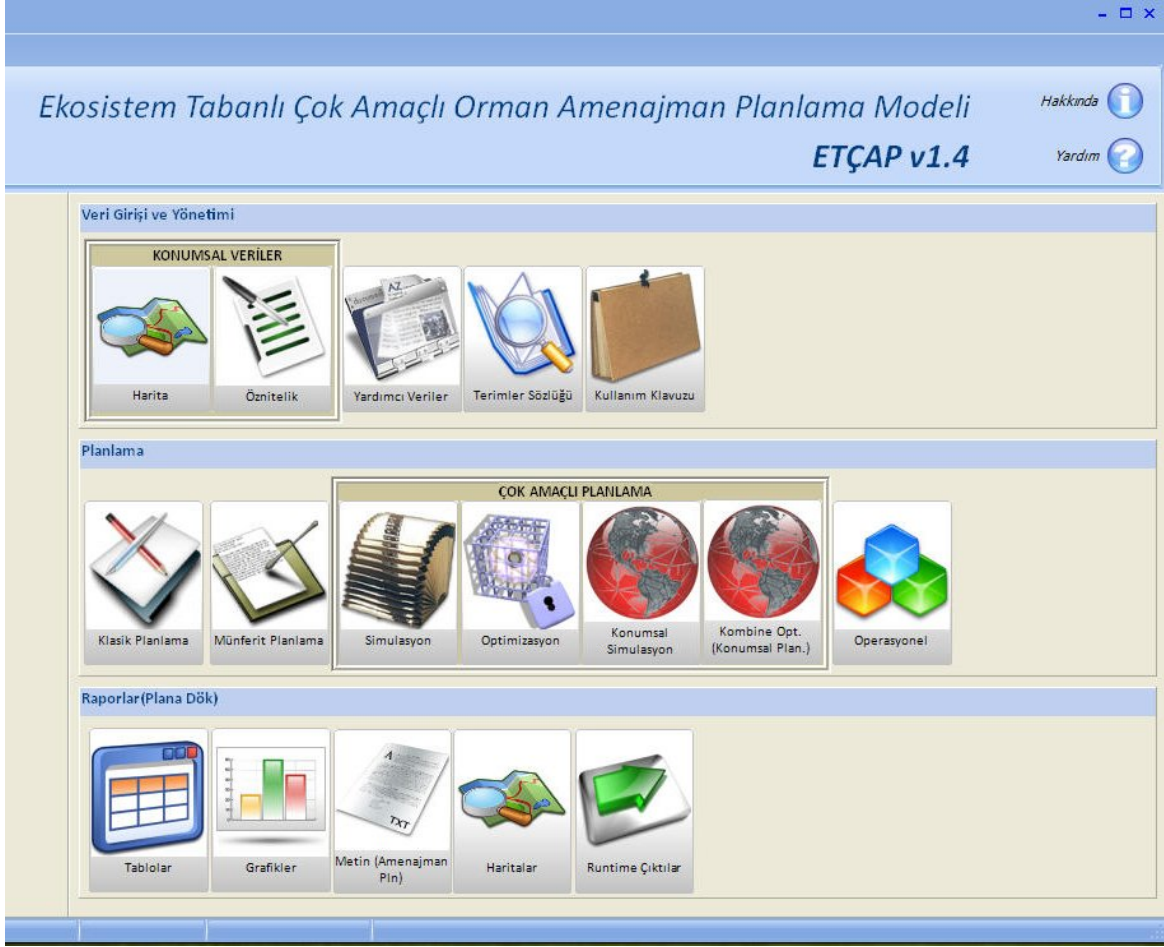 Ekosistem Tabanlı Çok Amaçlı Orman Amenajman Planlama Modeli
Hakkında
ETÇAP v1.4
Yardım
Veri Girişi ve Yönetimi
KONUMSAL VERİLER
Harita
Öznitelik
Yardımcı Veriler
Terimler Sözlüğü
Kullanım Klavuzu
Planlama
ÇOK AMAÇLI PLANLAMA
Klasik Planlama
Münferit Planlama
Simulasyon
Optimizasyon
Konumsal
Simulasyon
Kombine Opt.
(Konumsal Plan.)
Operasyonel
Raporlar(Plana Dök)
TXT
Tablolar
Grafikler
Metin (Amenajman
Pln)
Haritalar
Runtime Çıktılar